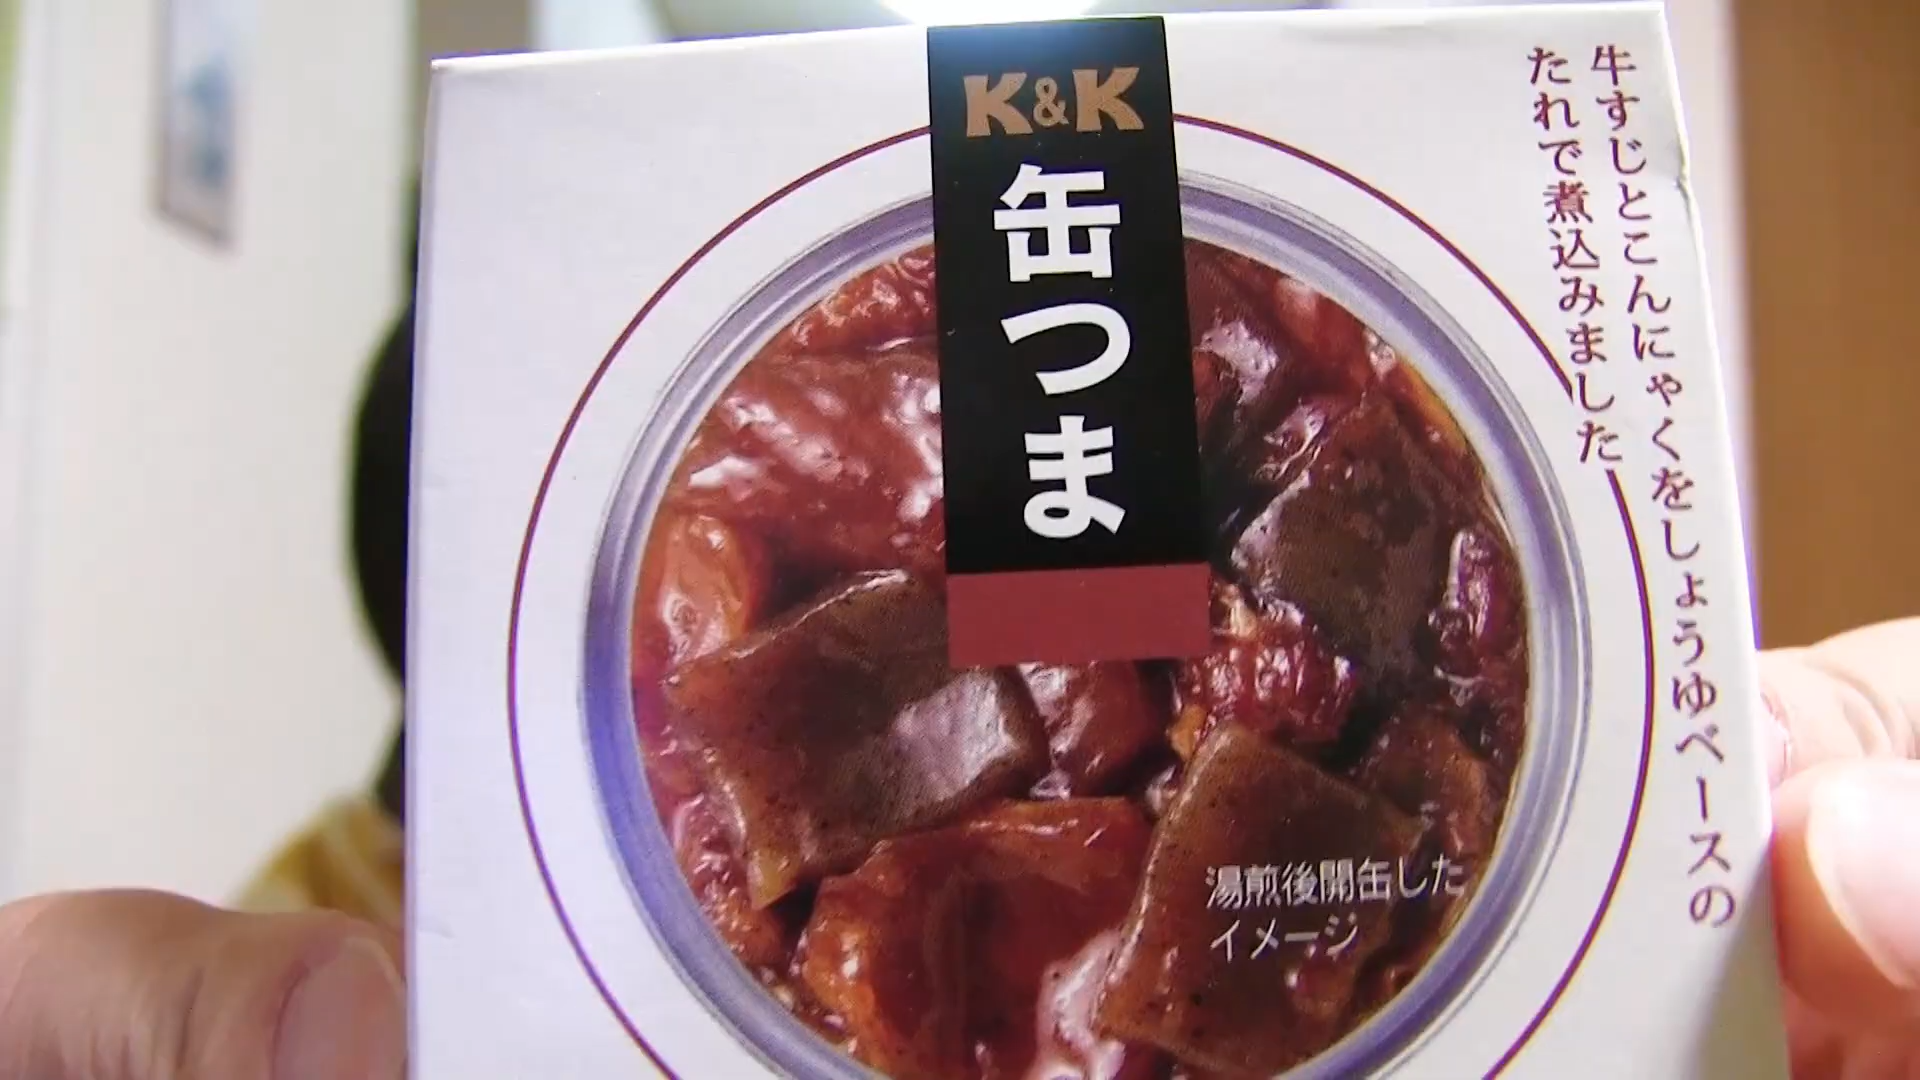 K&K
缶つま
牛すじとこんにゃくをしょうゆベースの
たれで煮込みました
湯煎後開缶した
イメージ